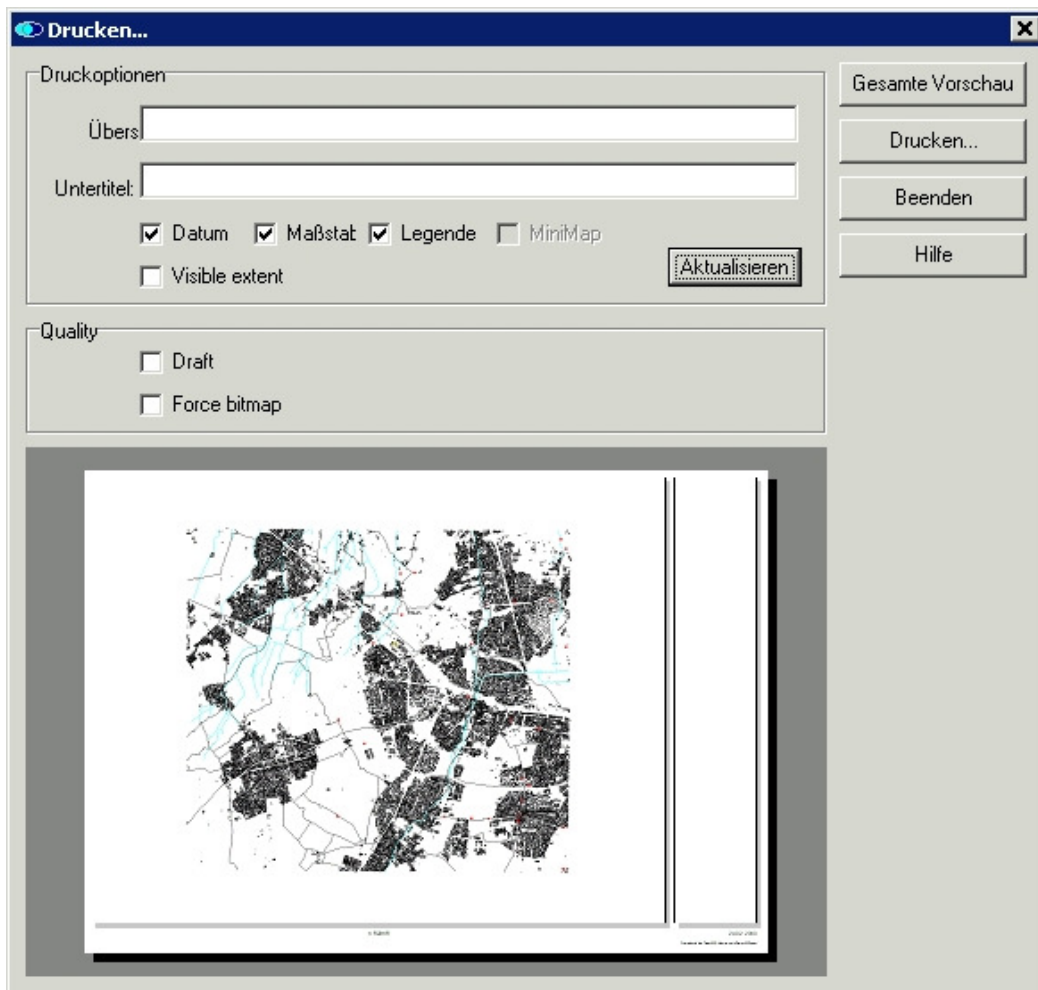 Drucken...
Druckoptionen
Übers
Untertitel:
Datum
Maßstab
Legende
MiniMap
Visible extent
Aktualisieren
Quality
Draft
Force bitmap
Gesamte Vorschau
Drucken...
Beenden
Hilfe